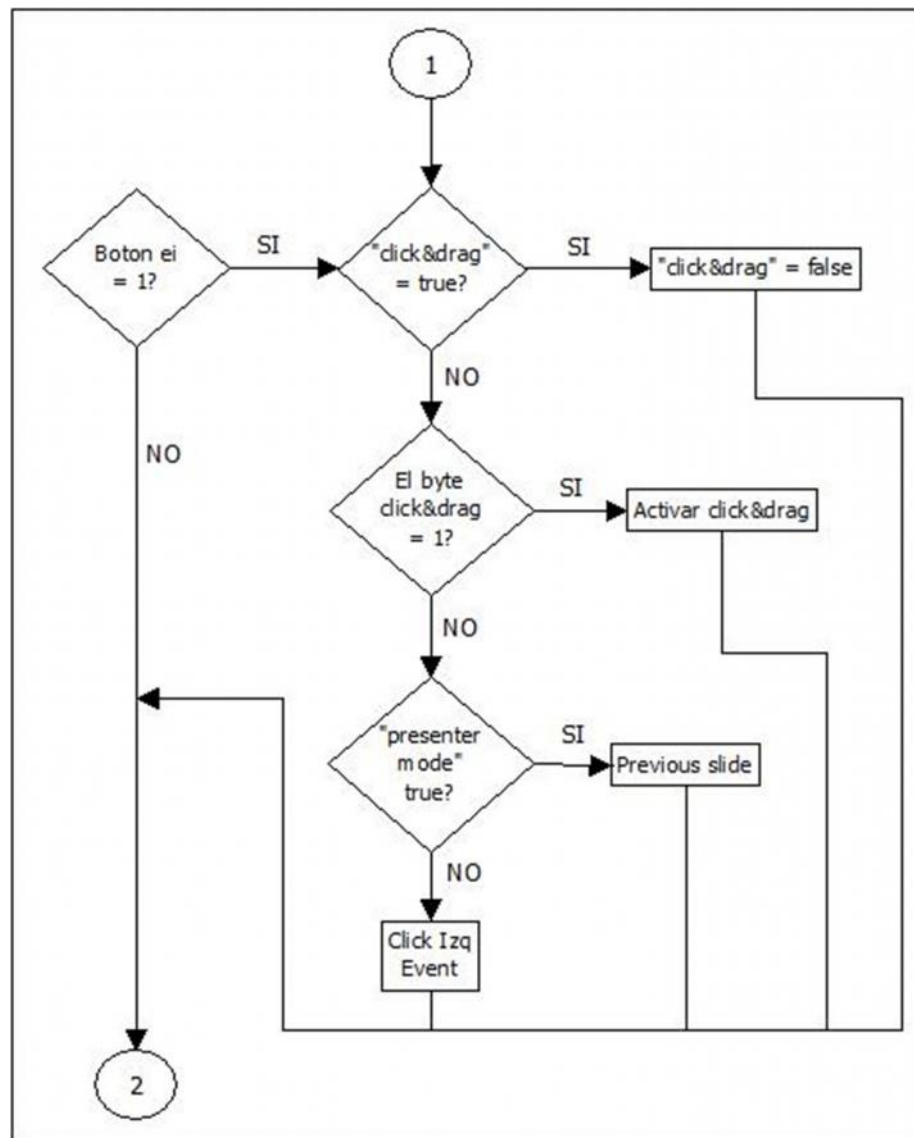 1
Boton ei
= 1?
SI
"click&drag"
= true?
SI
"click&drag" = false
NO
NO
El byte
click&drag
= 1?
SI
Activar click&drag
NO
"presenter
mode"
true?
SI
Previous slide
NO
Click Izq
Event
2